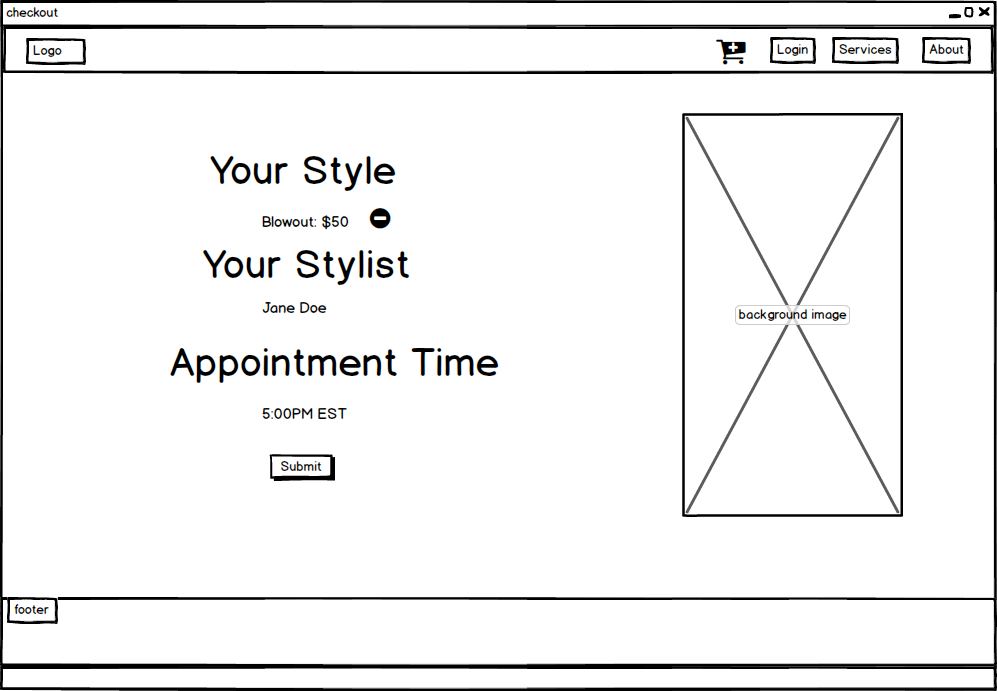 checkout
Logo
Login
Services
About
Your Style
Blowout: $50
Your Stylist
Jane Doe
background image
Appointment Time
5:00PM EST
Submit
footer